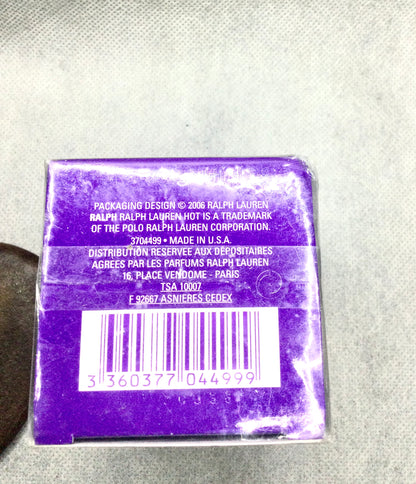 PACKAGING DESIGN © 2006 RALPH LAUREN
RALPH RALPH LAUREN HOT IS A TRADEMARK
OF THE POLO RALPH LAUREN CORPORATION.
370/4499 • MADE IN U.S.A.
DISTRIBUTION RESERVEE AUX DEPOSITAIRES
AGREES PAR LES PARFUMS RALPH LAUREN
16, PLACE VENDOME - PARIS
TSA 10007
F 92667 ASNIERES CEDEX
3 360377 044999